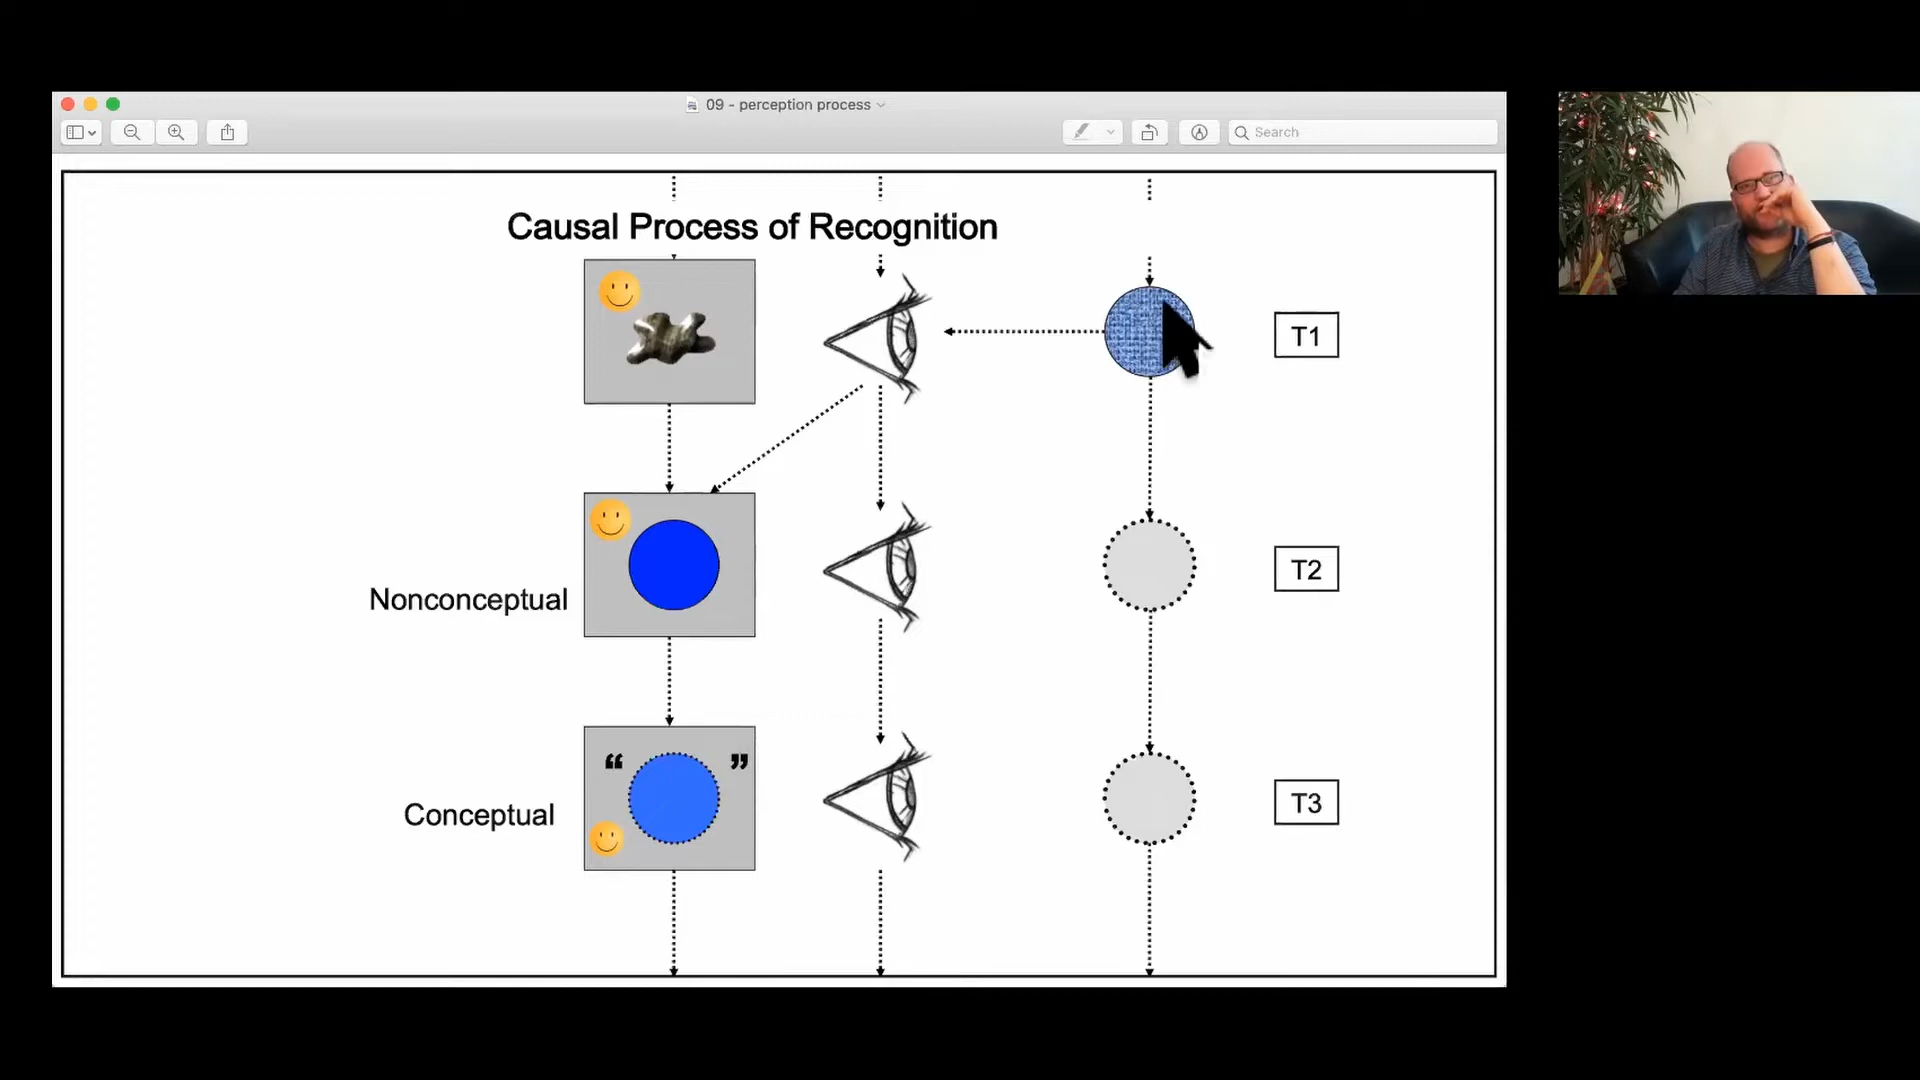 09 - perception process
Search
Causal Process of Recognition
T1
T2
Nonconceptual
“ ”
T3
Conceptual